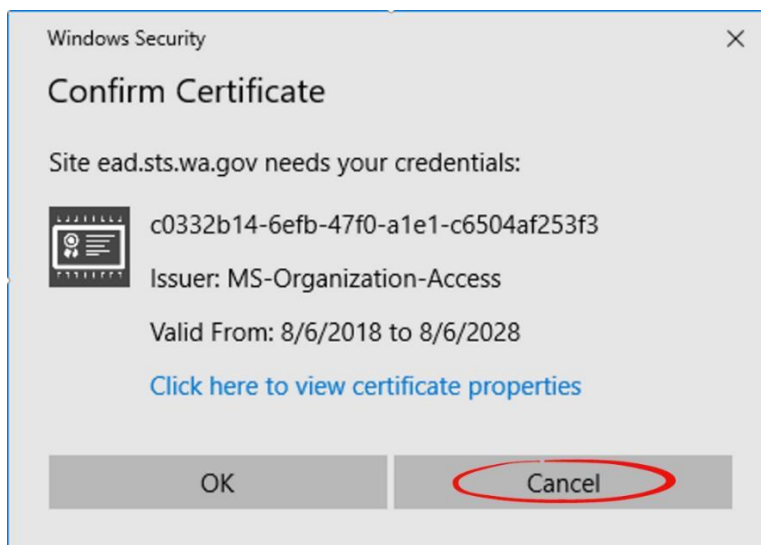 Windows Security
Confirm Certificate
Site ead.sts.wa.gov needs your credentials:
c0332b14-6efb-47f0-a1e1-c6504af253f3
Issuer: MS-Organization-Access
Valid From: 8/6/2018 to 8/6/2028
Click here to view certificate properties
OK
Cancel